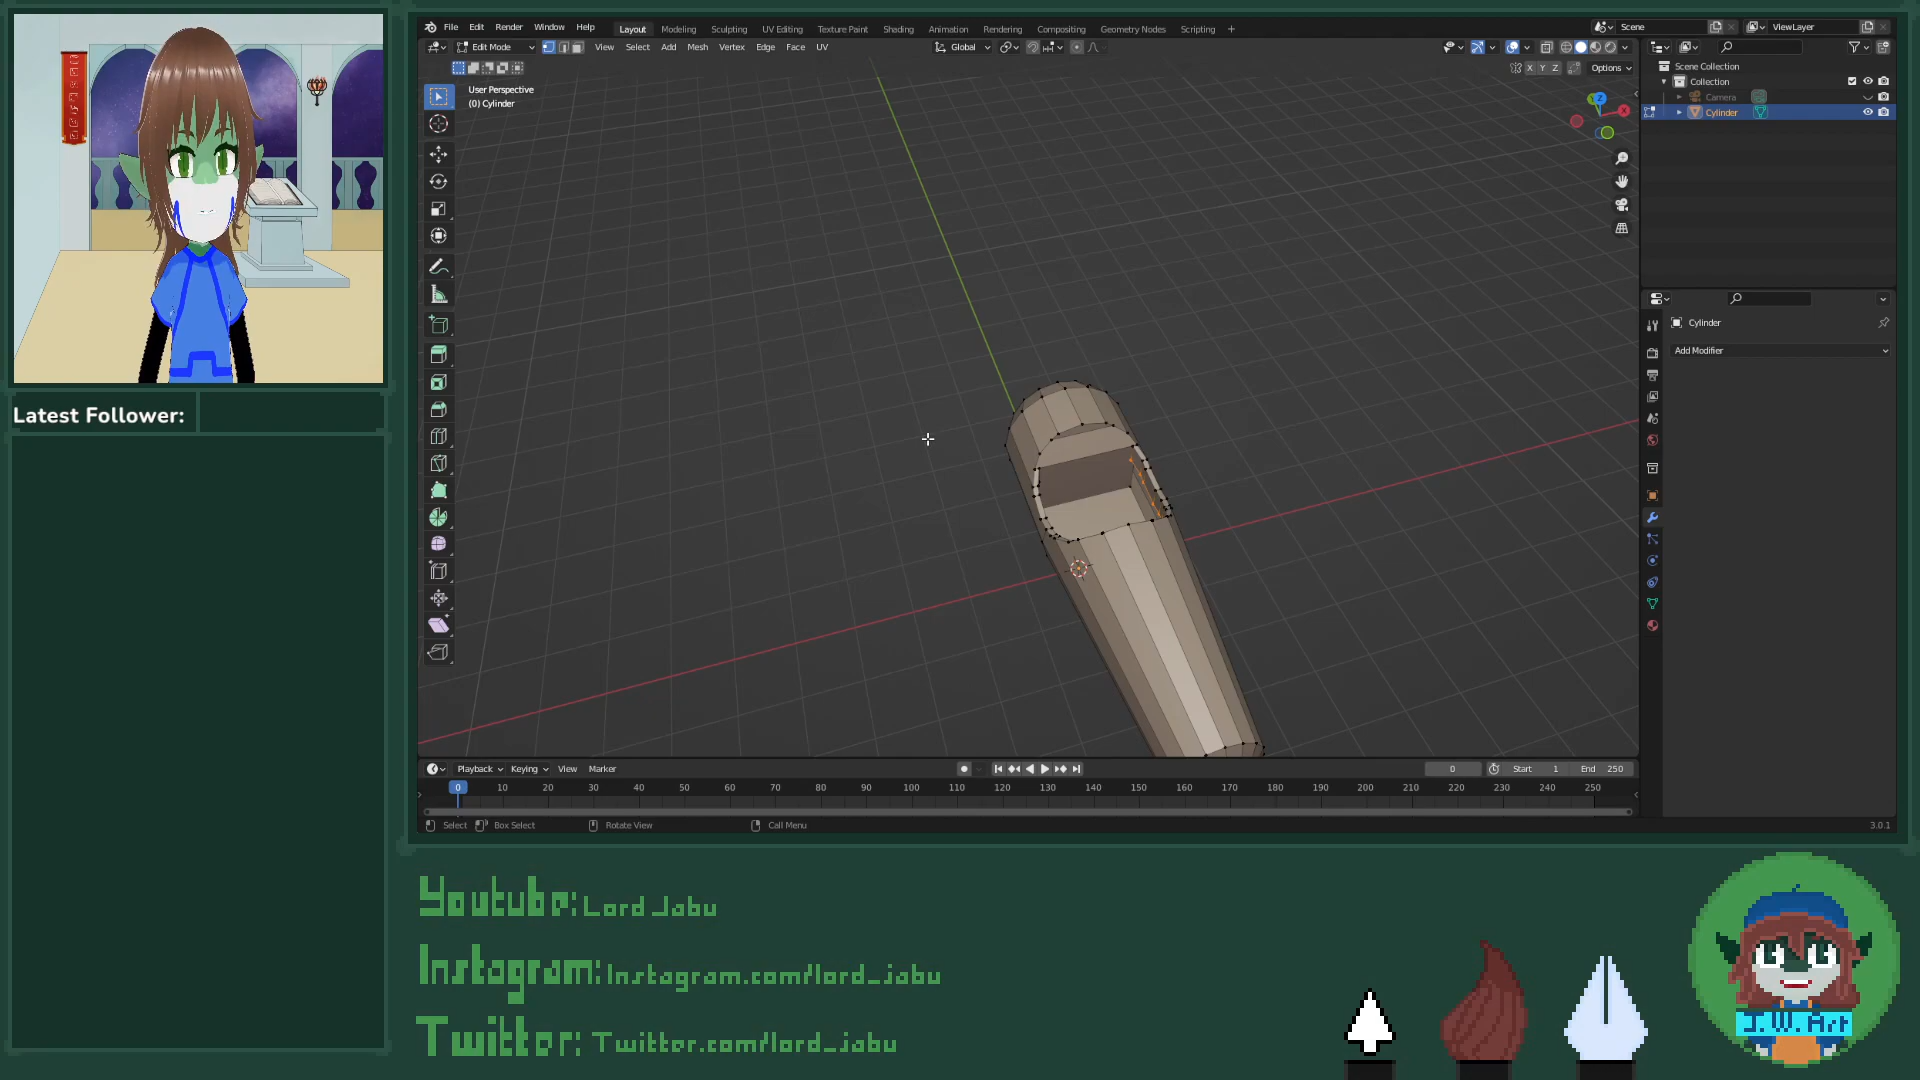 File Edit Render Window Help Layout Modeling Sculpting UV Editing Texture Paint Shading Animation Rendering Compositing Geometry Nodes Scripting + Scene ViewLayer
Edit Mode View Select Add Mesh Vertex Edge Face UV Global
X Y Z Options
User Perspective
(0) Cylinder
Scene Collection
Collection
Camera
Cylinder
Cylinder
Add Modifier
Latest Follower:
Playback Keying View Marker 0 Start 1 End 250
0 10 20 30 40 50 60 70 80 90 100 110 120 130 140 150 160 170 180 190 200 210 220 230 240 250
Select Box Select Rotate View Call Menu 3.0.1
Youtube: Lord Jabu
Instagram: Instagram.com/lord_jabu
Twitter: Twitter.com/lord_jabu
J.W. Art